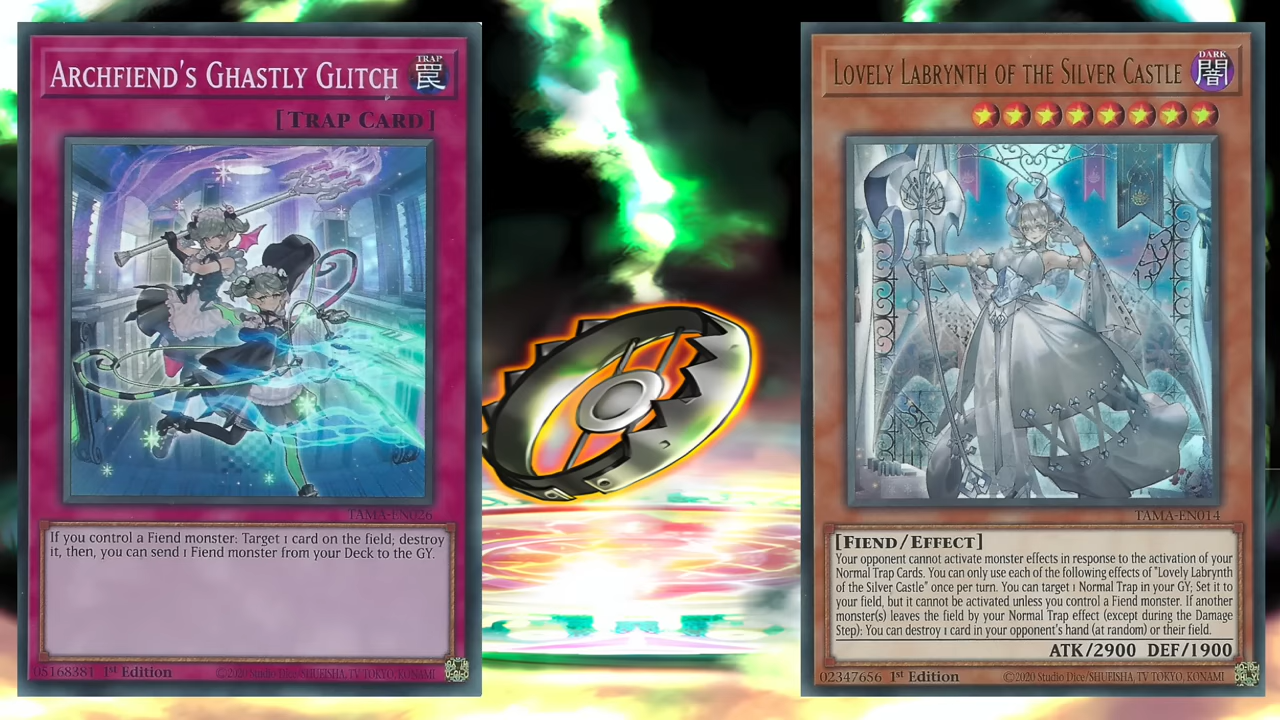 ARCHFIEND'S GHASTLY GLITCH
TRAP
罠
[TRAP CARD]
TAMA-EN026
If you control a Fiend monster: Target 1 card on the field; destroy
it, then, you can send 1 Fiend monster from your Deck to the GY.
05168381 1st Edition
©2020 Studio Dice/SHUEISHA, TV TOKYO, KONAMI
LOVELY LABRYNTH OF THE SILVER CASTLE
DARK
闇
TAMA-EN014
[FIEND/EFFECT]
Your opponent cannot activate monster effects in response to the activation of your
Normal Trap Cards. You can only use each of the following effects of "Lovely Labrynth
of the Silver Castle" once per turn. You can target 1 Normal Trap in your GY; Set it to
your field, but it cannot be activated unless you control a Fiend monster. If another
monster(s) leaves the field by your Normal Trap effect (except during the Damage
Step): You can destroy 1 card in your opponent's hand (at random) or their field.
ATK/2900 DEF/1900
02347656 1st Edition
©2020 Studio Dice/SHUEISHA, TV TOKYO, KONAMI